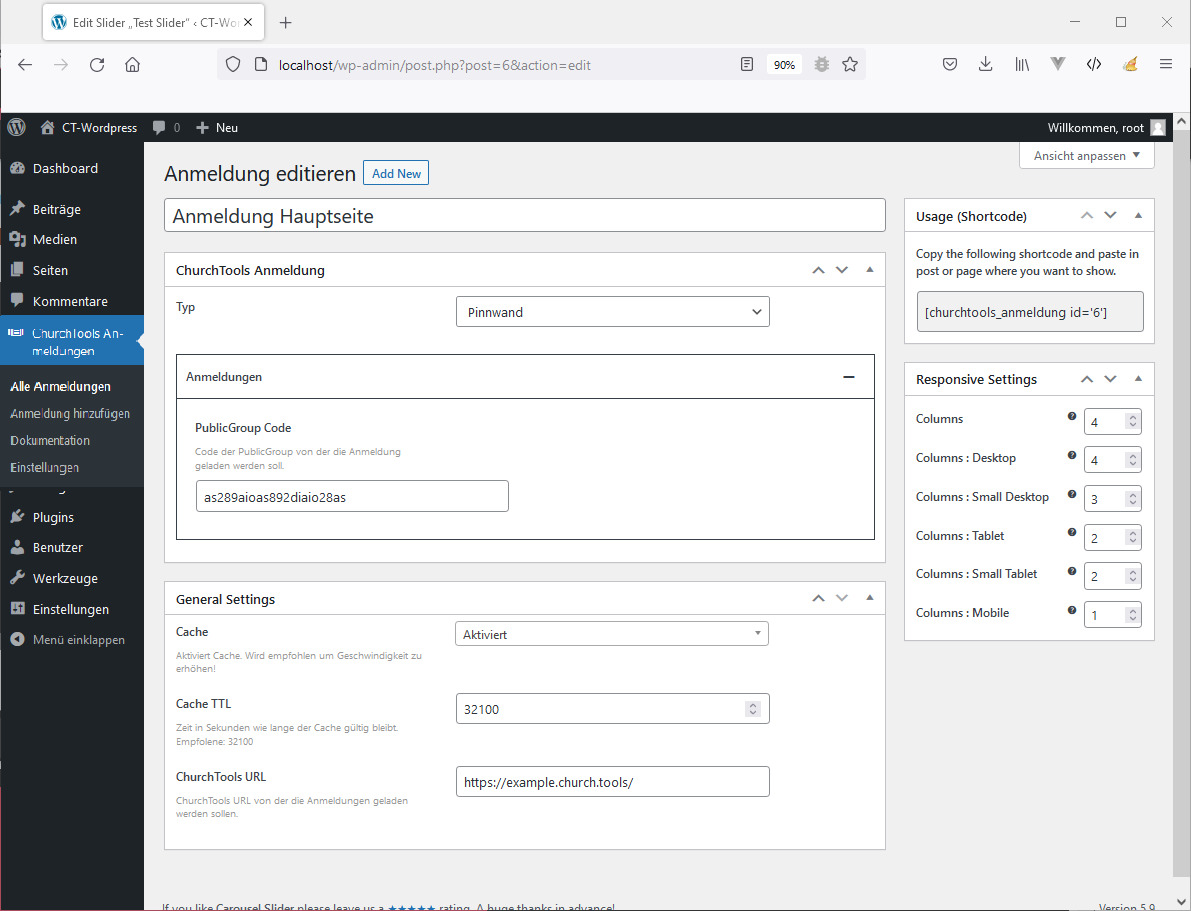 Edit Slider „Test Slider“ ‹ CT-Wor
localhost/wp-admin/post.php?post=6&action=edit
90%
CT-Wordpress
0
Neu
Willkommen, root
Dashboard
Beiträge
Medien
Seiten
Kommentare
ChurchTools An-
meldungen
Alle Anmeldungen
Anmeldung hinzufügen
Dokumentation
Einstellungen
Plugins
Benutzer
Werkzeuge
Einstellungen
Menü einklappen
Ansicht anpassen
Anmeldung editieren
Add New
Anmeldung Hauptseite
ChurchTools Anmeldung
Typ
Pinnwand
Anmeldungen
PublicGroup Code
Code der PublicGroup von der die Anmeldung
geladen werden soll.
as289aioas892diaio28as
General Settings
Cache
Aktiviert
Aktiviert Cache. Wird empfohlen um Geschwindigkeit zu
erhöhen!
Cache TTL
32100
Zeit in Sekunden wie lange der Cache gültig bleibt.
Empfolene: 32100
ChurchTools URL
https://example.church.tools/
ChurchTools URL von der die Anmeldungen geladen
werden sollen.
Usage (Shortcode)
Copy the following shortcode and paste in
post or page where you want to show.
[churchtools_anmeldung id='6']
Responsive Settings
Columns
4
Columns : Desktop
4
Columns : Small Desktop
3
Columns : Tablet
2
Columns : Small Tablet
2
Columns : Mobile
1
If you like Carousel Slider please leave us a ★★★★★ rating. A huge thanks in advance!
Version 5.9